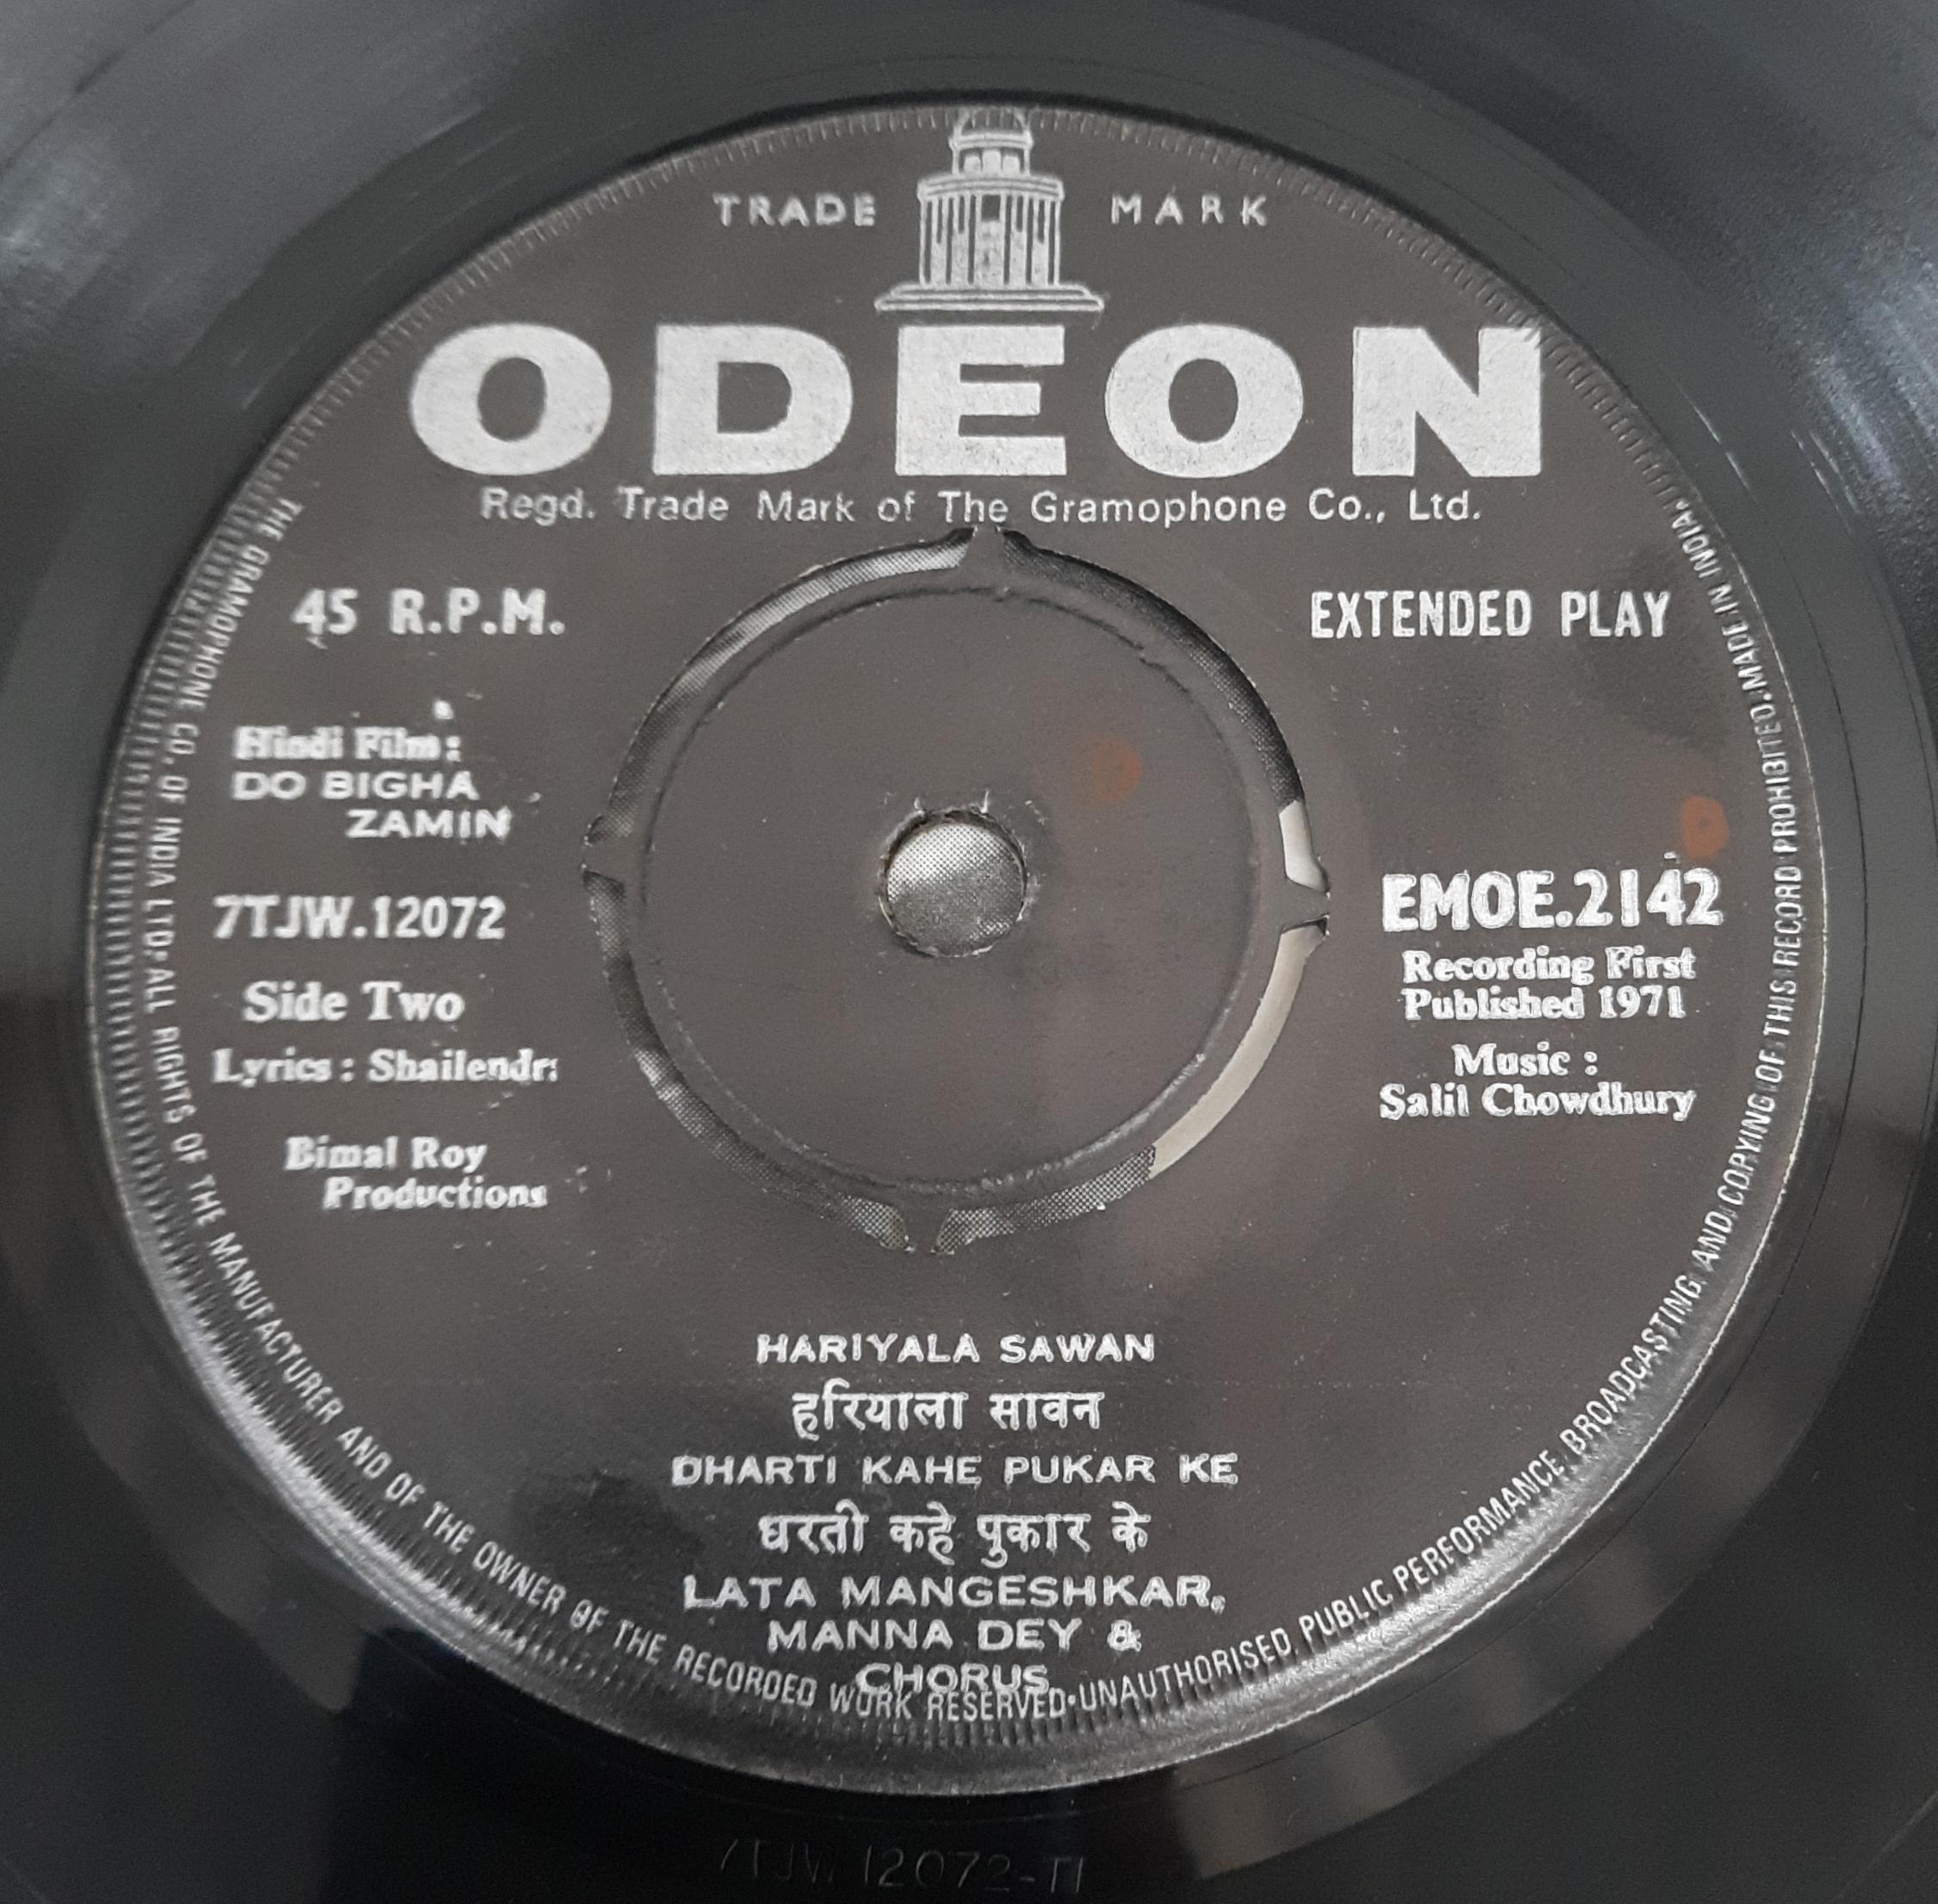 TRADE MARK
ODEON
Regd. Trade Mark of The Gramophone Co., Ltd.
45 R.P.M.
EXTENDED PLAY
Hindi Film :
DO BIGHA
ZAMIN
7TJW.12072
Side Two
Lyrics : Shailendr
Bimal Roy
Productions
EMOE.2142
Recording First
Published 1971
Music :
Salil Chowdhury
HARIYALA SAWAN
हरियाला सावन
DHARTI KAHE PUKAR KE
धरती कहे पुकार के
LATA MANGESHKAR,
MANNA DEY &
CHORUS
THE GRAMOPHONE CO. OF INDIA LTD. ALL RIGHTS OF THE MANUFACTURER AND OF THE OWNER OF THE RECORDED WORK RESERVED•UNAUTHORISED PUBLIC PERFORMANCE BROADCASTING AND COPYING OF THIS RECORD PROHIBITED. MADE IN INDIA.
7TJW 12072-T1